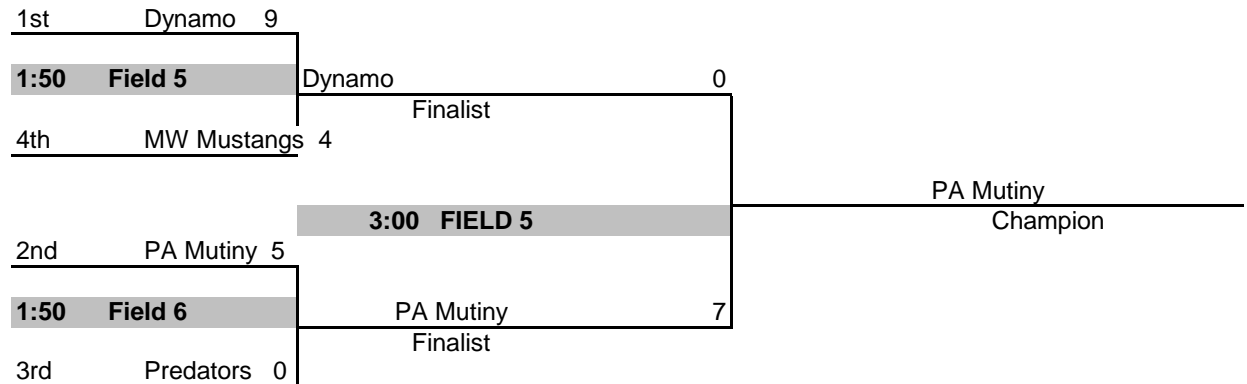 1st Dynamo 9
1:50 Field 5 Dynamo 0
Finalist
4th MW Mustangs 4
PA Mutiny
3:00 FIELD 5 Champion
2nd PA Mutiny 5
1:50 Field 6 PA Mutiny 7
Finalist
3rd Predators 0